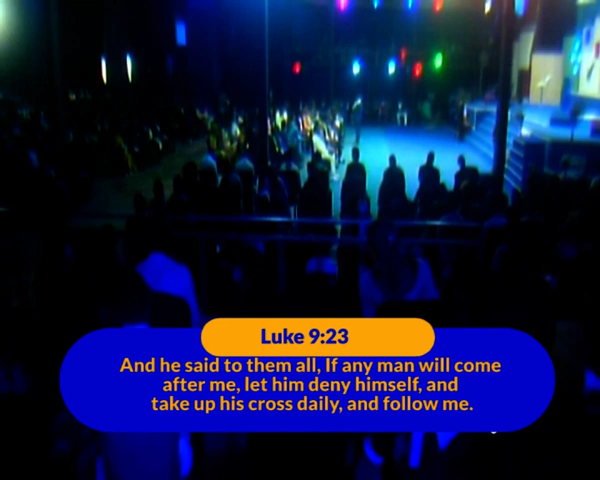 Luke 9:23
And he said to them all, If any man will come
after me, let him deny himself, and
take up his cross daily, and follow me.